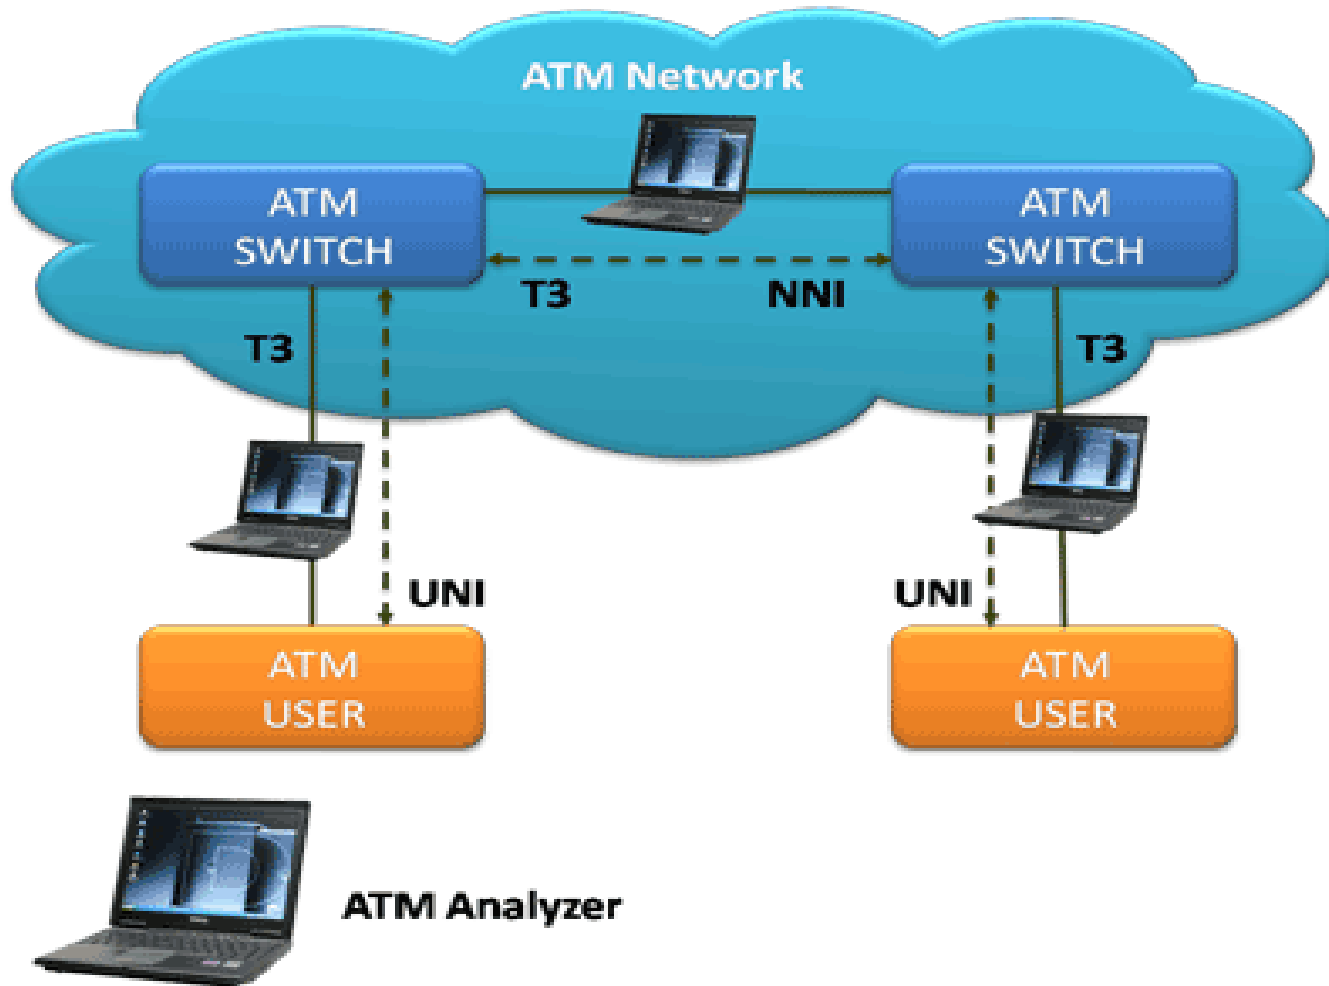 ATM Network
ATM
SWITCH
ATM
SWITCH
T3
NNI
T3
T3
UNI
UNI
ATM
USER
ATM
USER
ATM Analyzer